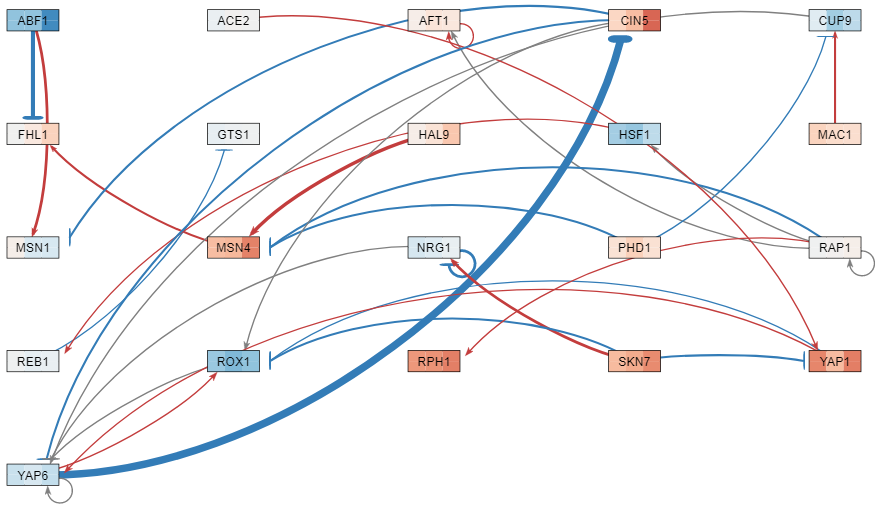 ABF1 ACE2 AFT1 CIN5 CUP9
FHL1 GTS1 HAL9 HSF1 MAC1
MSN1 MSN4 NRG1 PHD1 RAP1
REB1 ROX1 RPH1 SKN7 YAP1
YAP6